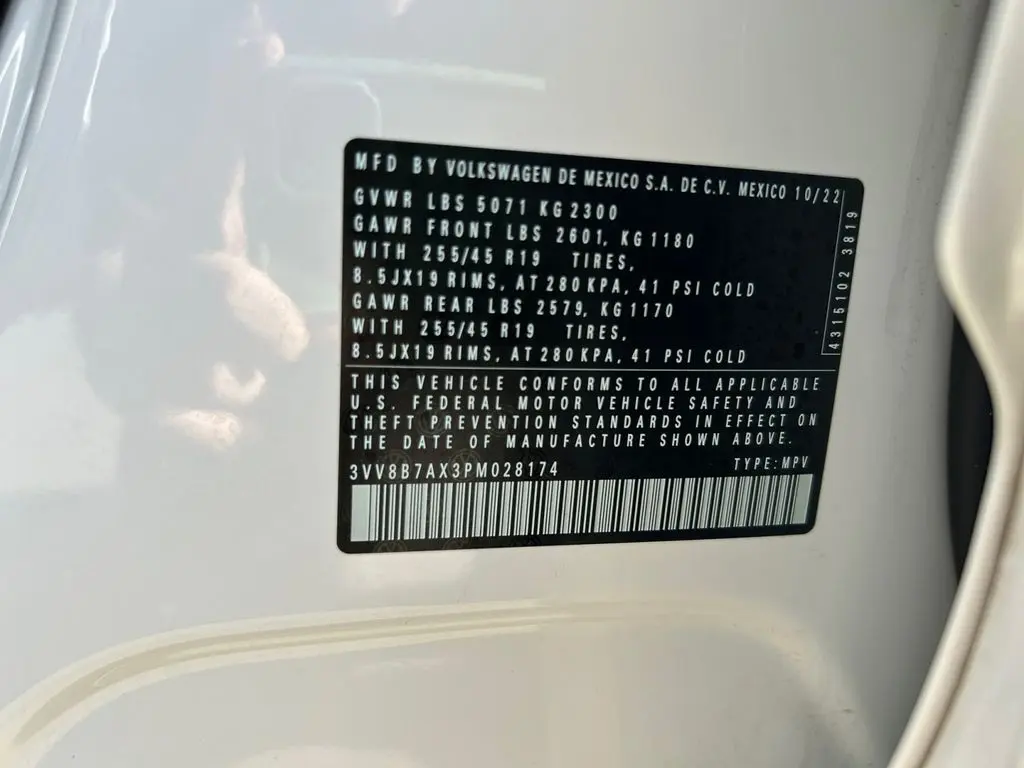 MFD BY VOLKSWAGEN DE MEXICO S.A. DE C.V. MEXICO 10/22
GVWR LBS 5071 KG 2300
GAWR FRONT LBS 2601, KG 1180
WITH 255/45 R19 TIRES,
8.5JX19 RIMS, AT 280 KPA, 41 PSI COLD
GAWR REAR LBS 2579, KG 1170
WITH 255/45 R19 TIRES,
8.5JX19 RIMS, AT 280 KPA, 41 PSI COLD
4315102 3819
THIS VEHICLE CONFORMS TO ALL APPLICABLE
U.S. FEDERAL MOTOR VEHICLE SAFETY AND
THEFT PREVENTION STANDARDS IN EFFECT ON
THE DATE OF MANUFACTURE SHOWN ABOVE.
3VV8B7AX3PM028174 TYPE: MPV